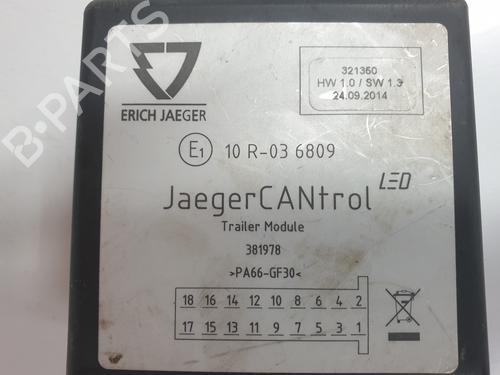 B-PARTS
ERICH JAEGER
321350
HW 1.0 / SW 1.3
24.09.2014
E1 10 R-03 6809
JaegerCANtrol LED
Trailer Module
381978
>PA66-GF30<
18 16 14 12 10 8 6 4 2
17 15 13 11 9 7 5 3 1